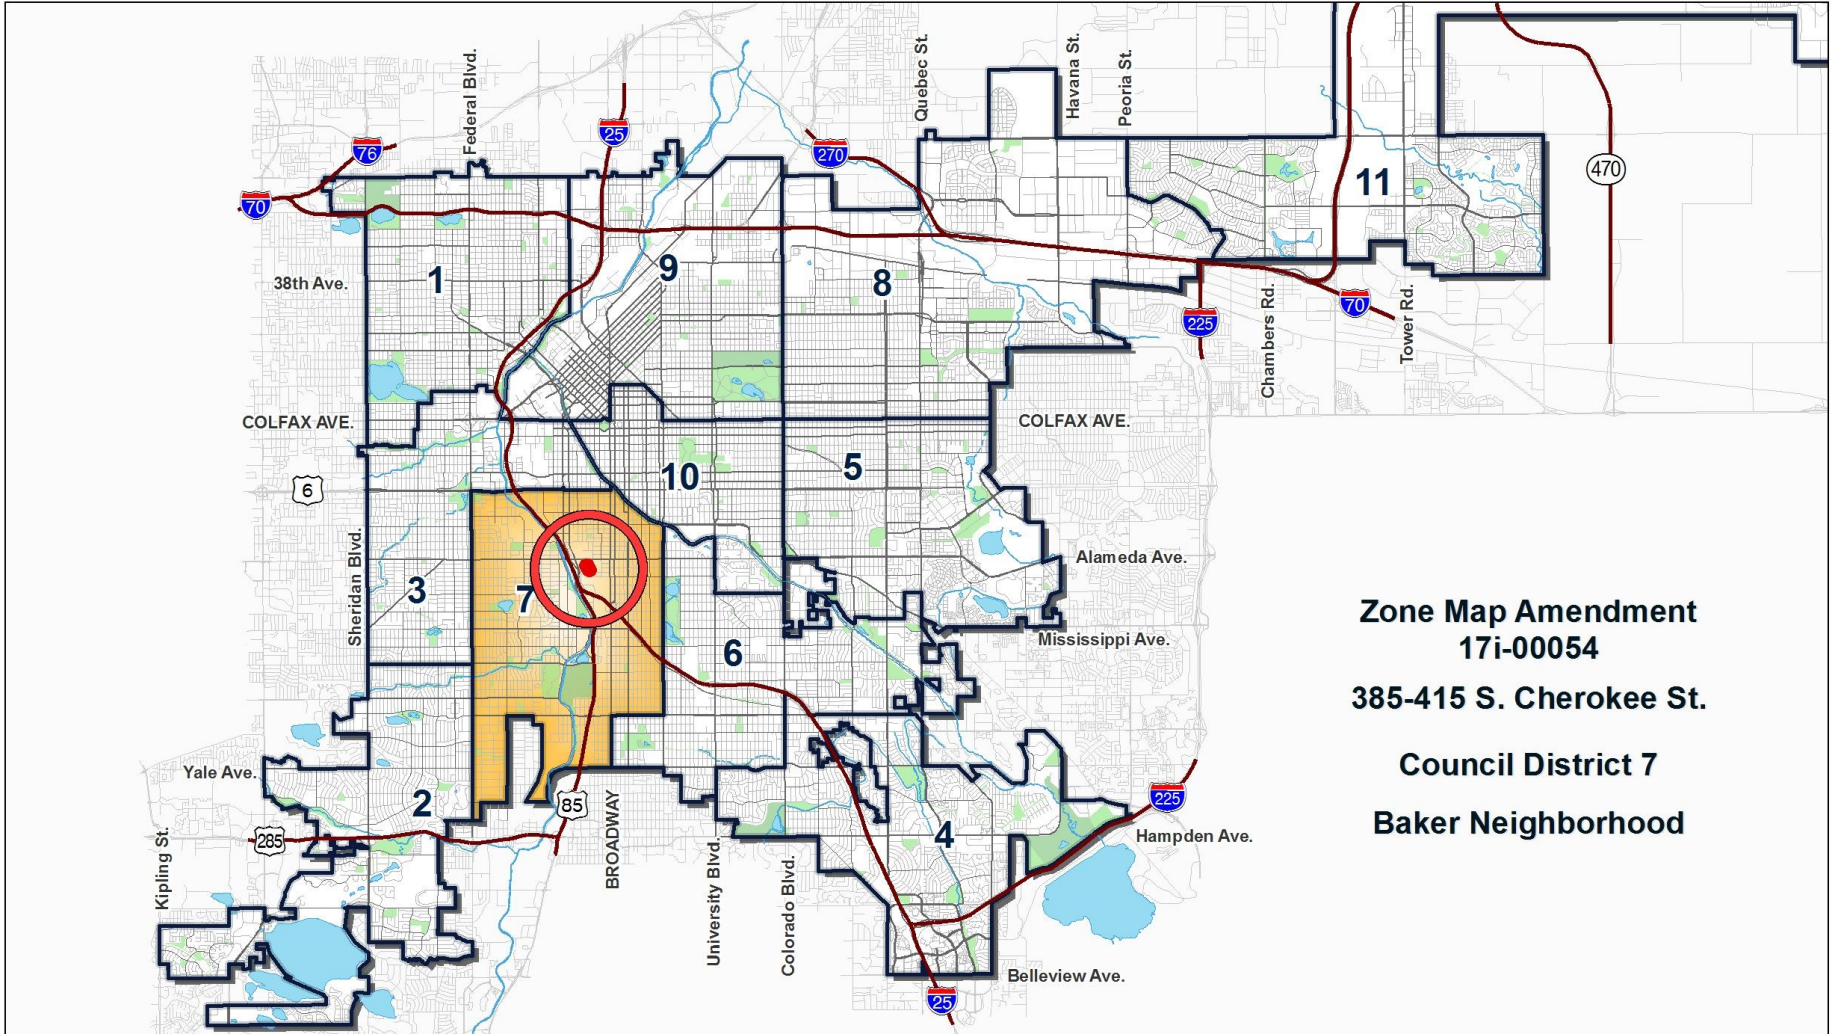 Federal Blvd.
Quebec St.
Havana St.
Peoria St.
76
25
270
470
70
11
38th Ave.
1
9
8
225
Chambers Rd.
70
Tower Rd.
COLFAX AVE.
COLFAX AVE.
6
10
5
Sheridan Blvd.
3
7
Alameda Ave.
Mississippi Ave.
6
Zone Map Amendment
17i-00054
385-415 S. Cherokee St.
Council District 7
Baker Neighborhood
Yale Ave.
2
85
BROADWAY
225
285
4
Hampden Ave.
Kipling St.
University Blvd.
Colorado Blvd.
Belleview Ave.
25